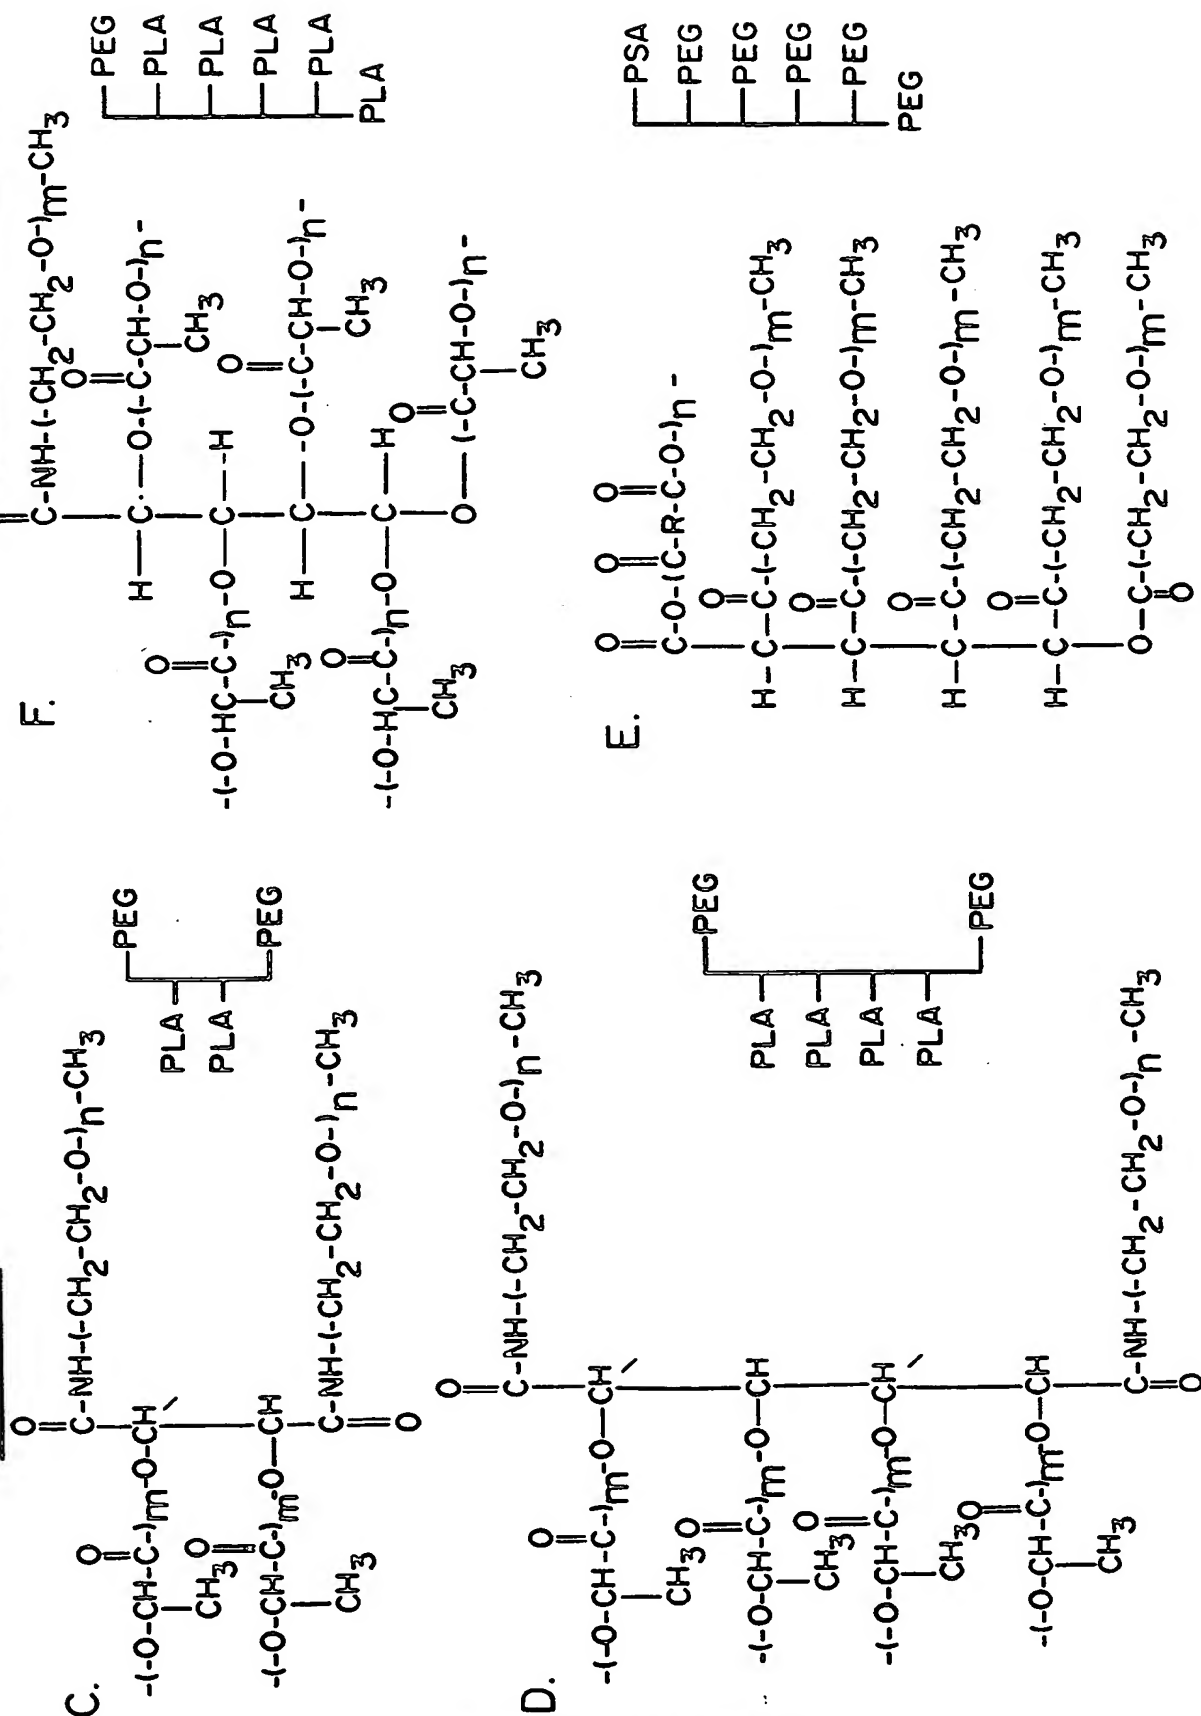 C.
O
C-NH-(-CH2-CH2-O-)n-CH3
O
-(-O-CH-C-)m-O-CH
CH3
O
-(-O-CH-C-)m-O-CH
CH3
C-NH-(-CH2-CH2-O-)n-CH3
O
PEG
PLA
PLA
PEG
D.
O
C-NH-(-CH2-CH2-O-)n-CH3
O
-(-O-CH-C-)m-O-CH
CH3
O
-(-O-CH-C-)m-O-CH
CH3
O
-(-O-CH-C-)m-O-CH
CH3
O
-(-O-CH-C-)m-O-CH
CH3
C-NH-(-CH2-CH2-O-)n-CH3
O
PEG
PLA
PLA
PLA
PLA
PEG
F.
C-NH-(-CH2-CH2-O-)m-CH3
O
H-C-O-(-C-CH-O-)n-
CH3
O
-(-O-HC-C-)n-O-C-H
CH3
O
H-C-O-(-C-CH-O-)n-
CH3
O
-(-O-HC-C-)n-O-C-H
CH3
O
O-(-C-CH-O-)n-
CH3
PEG
PLA
PLA
PLA
PLA
PLA
E.
O O O
C-O-(C-R-C-O-)n-
O
H-C-C-(-CH2-CH2-O-)m-CH3
O
H-C-C-(-CH2-CH2-O-)m-CH3
O
H-C-C-(-CH2-CH2-O-)m-CH3
O
H-C-C-(-CH2-CH2-O-)m-CH3
O-C-(-CH2-CH2-O-)m-CH3
O
PSA
PEG
PEG
PEG
PEG
PEG